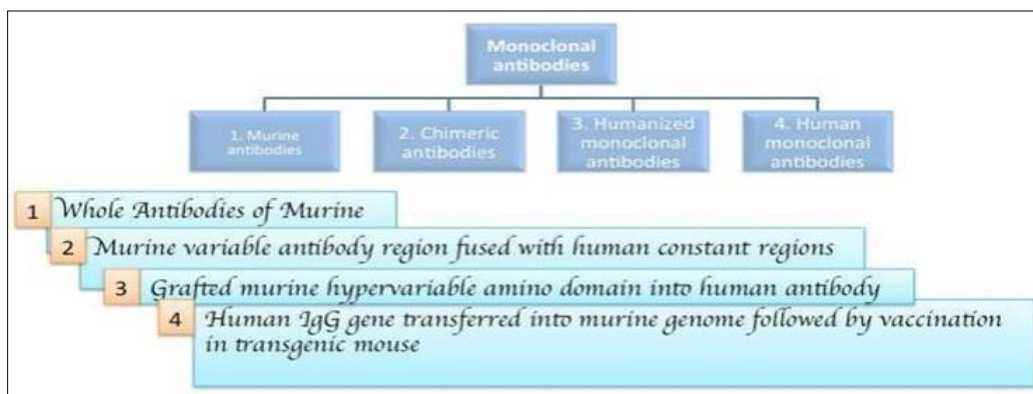 Monoclonal
antibodies
1. Murine
antibodies
2. Chimeric
antibodies
3. Humanized
monoclonal
antibodies
4. Human
monoclonal
antibodies
1 Whole Antibodies of Murine
2 Murine variable antibody region fused with human constant regions
3 Grafted murine hypervariable amino domain into human antibody
4 Human IgG gene transferred into murine genome followed by vaccination
in transgenic mouse